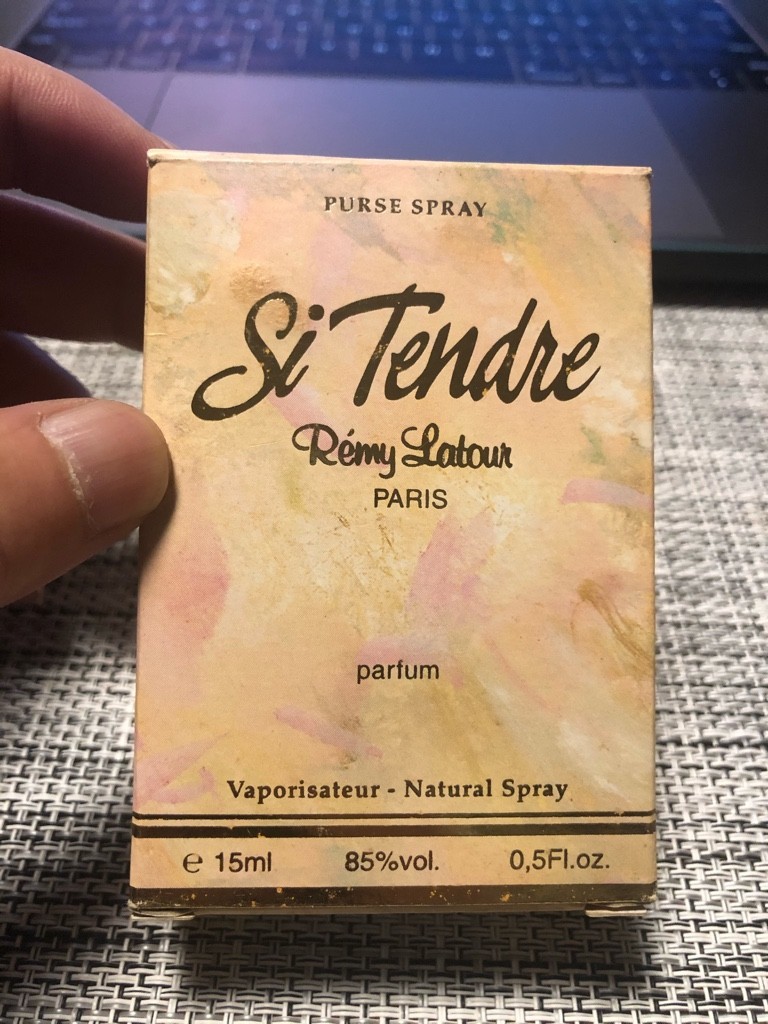 PURSE SPRAY
Si Tendre
Rémy Latour
PARIS
parfum
Vaporisateur - Natural Spray
℮ 15ml 85%vol. 0,5Fl.oz.